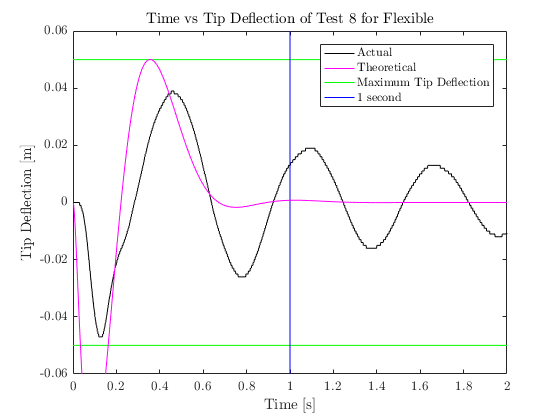 Time vs Tip Deflection of Test 8 for Flexible
0.06
0.04
0.02
0
-0.02
-0.04
-0.06
Tip Deflection [m]
Actual
Theoretical
Maximum Tip Deflection
1 second
0 0.2 0.4 0.6 0.8 1 1.2 1.4 1.6 1.8 2
Time [s]